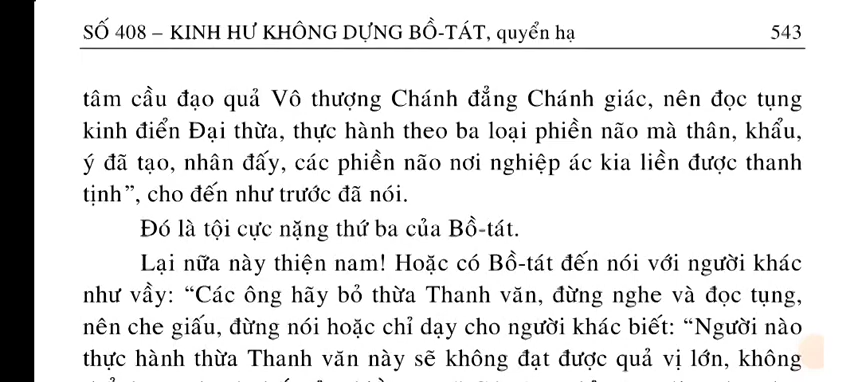 SỐ 408 – KINH HƯ KHÔNG DỰNG BỒ-TÁT, quyển hạ 543
tâm cầu đạo quả Vô thượng Chánh đẳng Chánh giác, nên đọc tụng
kinh điển Đại thừa, thực hành theo ba loại phiền não mà thân, khẩu,
ý đã tạo, nhân đấy, các phiền não nơi nghiệp ác kia liền được thanh
tịnh”, cho đến như trước đã nói.
Đó là tội cực nặng thứ ba của Bồ-tát.
Lại nữa này thiện nam! Hoặc có Bồ-tát đến nói với người khác
như vầy: “Các ông hãy bỏ thừa Thanh văn, đừng nghe và đọc tụng,
nên che giấu, đừng nói hoặc chỉ dạy cho người khác biết: “Người nào
thực hành thừa Thanh văn này sẽ không đạt được quả vị lớn, không